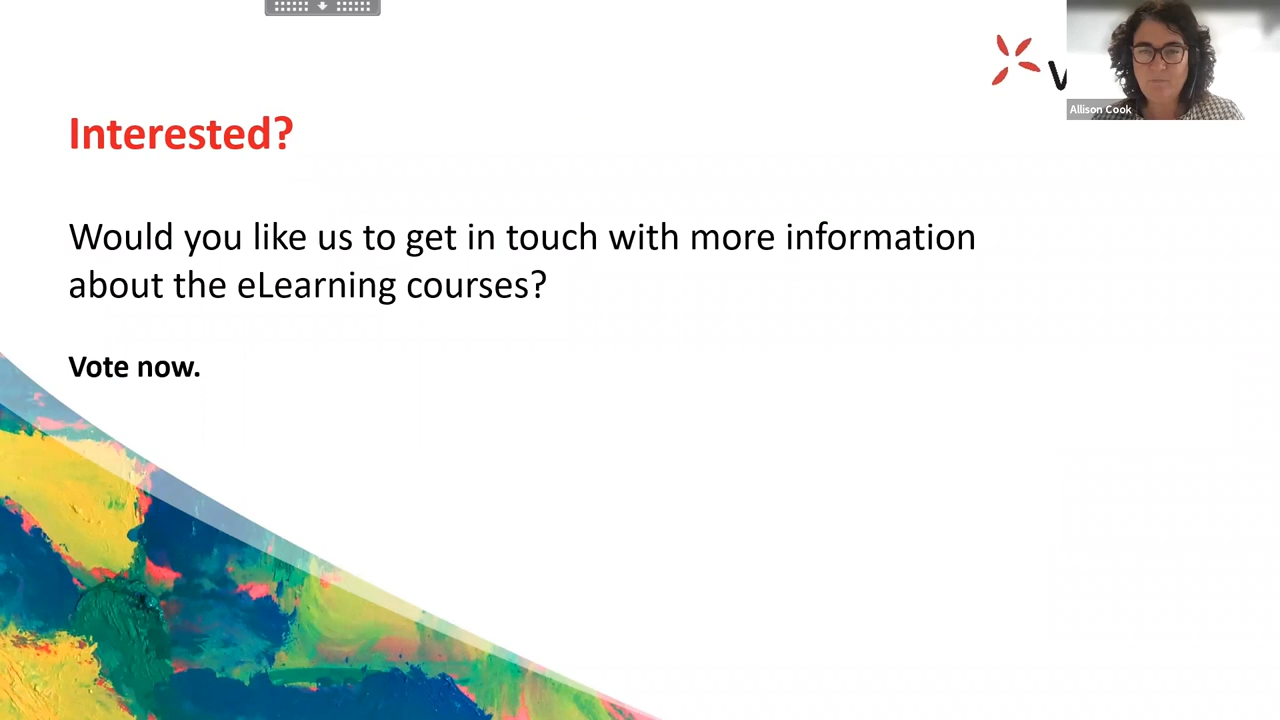 Interested?
Would you like us to get in touch with more information
about the eLearning courses?
Vote now.
Allison Cook